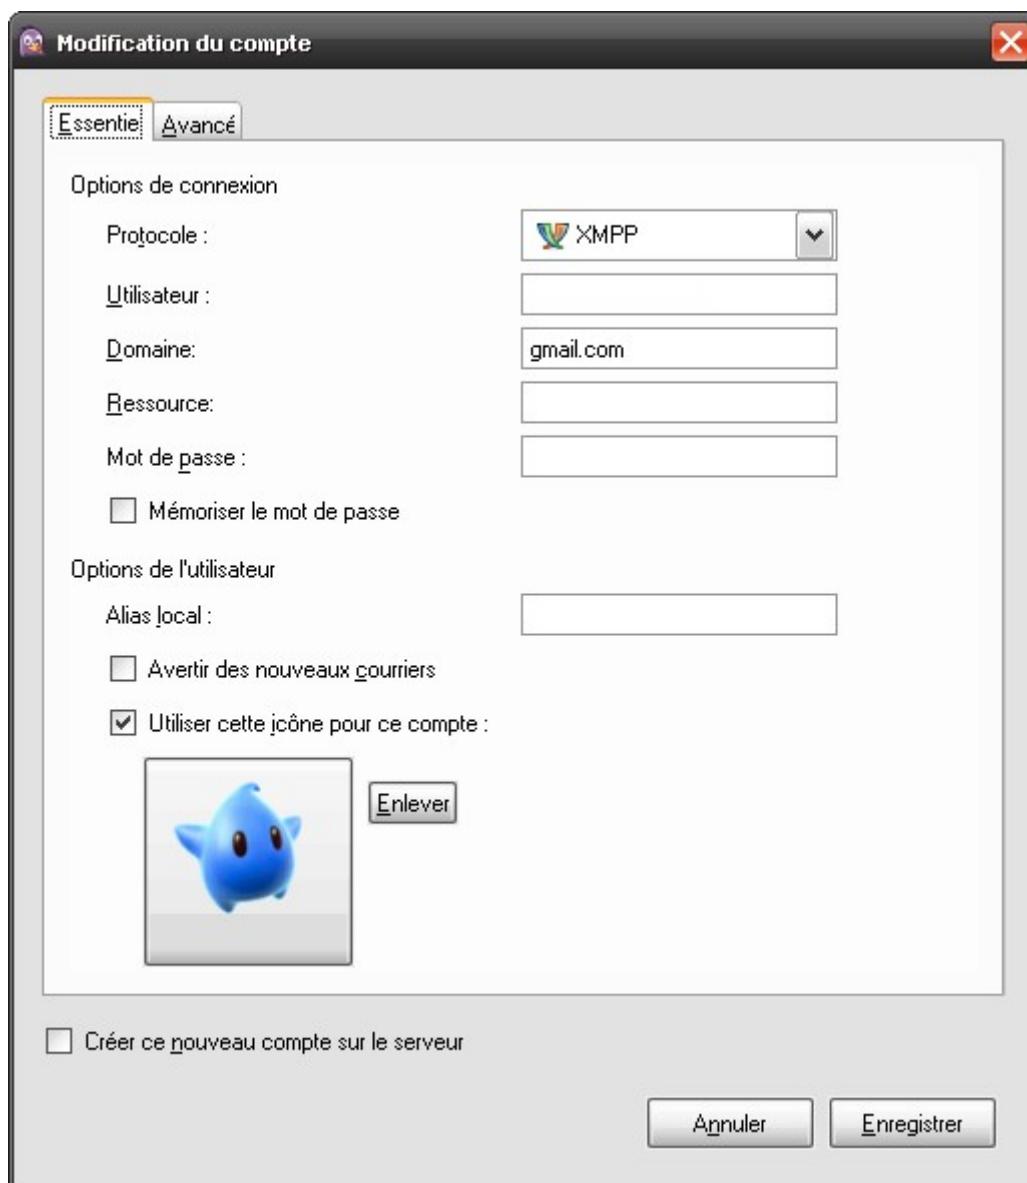 Modification du compte
Essentiel Avancé
Options de connexion
Protocole : XMPP
Utilisateur :
Domaine: gmail.com
Ressource:
Mot de passe :
Mémoriser le mot de passe
Options de l'utilisateur
Alias local :
Avertir des nouveaux courriers
Utiliser cette icône pour ce compte :
Enlever
Créer ce nouveau compte sur le serveur
Annuler Enregistrer